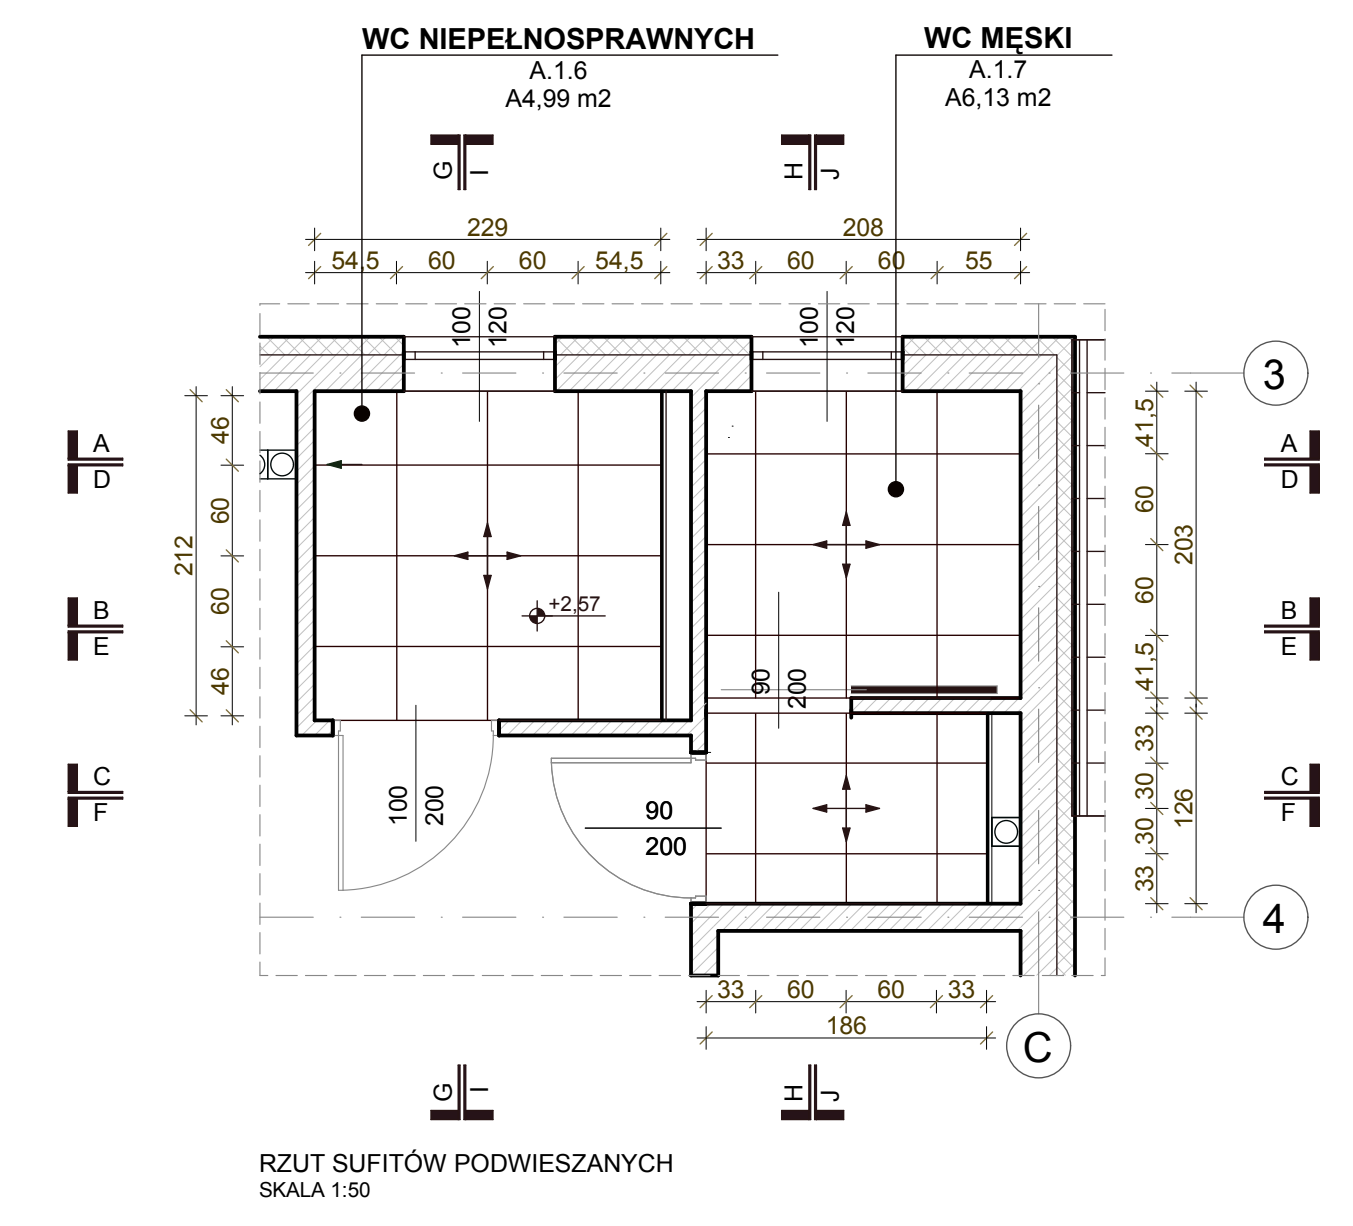 WC NIEPEŁNOSPRAWNYCH
A.1.6
A4,99 m2
WC MĘSKI
A.1.7
A6,13 m2
G I
H J
229
208
54,5 60 60 54,5
33 60 60 55
100 120
100 120
3
A
D
B
E
C
F
212
46
60
60
46
+2,57
90 200
100 200
90
200
41,5
60
60
41,5
203
33
30
30
33
126
A
D
B
E
C
F
4
33 60 60 33
186
C
G I
H J
RZUT SUFITÓW PODWIESZANYCH
SKALA 1:50